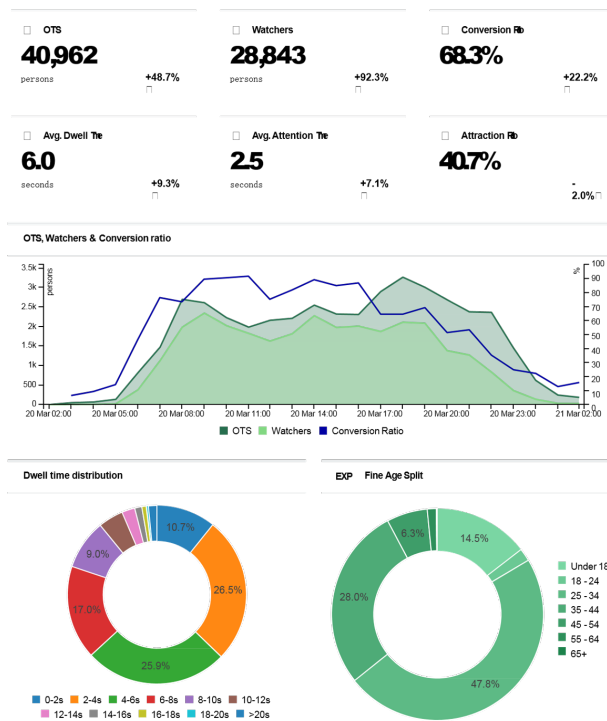 OTS
Watchers
Conversion
40,962
28,843
68.3%
persons
+48.7%
persons
+92.3%
+22.2%
Avg. Dwell
Avg. Attention
Attraction
6.0
2.5
40.7%
seconds
+9.3%
seconds
+7.1%
-
2.0%
OTS, Watchers & Conversion ratio
3.5k
3k
2.5k
2k
1.5k
1k
500
0
persons
%
100
90
80
70
60
50
40
30
20
10
0
20 Mar 02:00
20 Mar 05:00
20 Mar 08:00
20 Mar 11:00
20 Mar 14:00
20 Mar 17:00
20 Mar 20:00
20 Mar 23:00
21 Mar 02:00
OTS Watchers Conversion Ratio
Dwell time distribution
10.7%
26.5%
25.9%
17.0%
9.0%
0-2s 2-4s 4-6s 6-8s 8-10s 10-12s
12-14s 14-16s 16-18s 18-20s >20s
EXP Fine Age Split
14.5%
47.8%
28.0%
6.3%
Under 18
18 - 24
25 - 34
35 - 44
45 - 54
55 - 64
65+